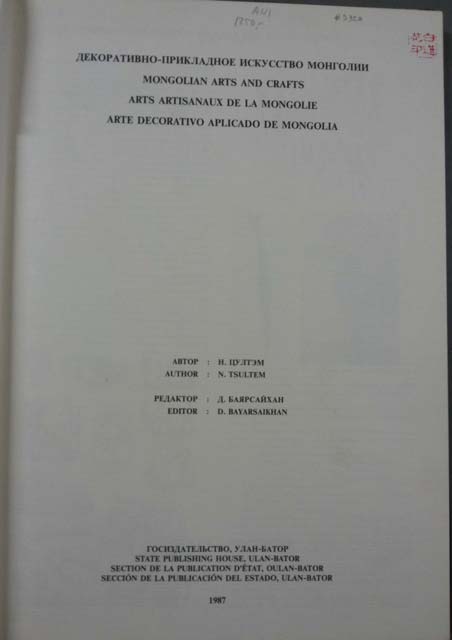 ДЕКОРАТИВНО-ПРИКЛАДНОЕ ИСКУССТВО МОНГОЛИИ
MONGOLIAN ARTS AND CRAFTS
ARTS ARTISANAUX DE LA MONGOLIE
ARTE DECORATIVO APLICADO DE MONGOLIA
АВТОР : Н. ЦУЛТЭМ
AUTHOR : N. TSULTEM
РЕДАКТОР : Д. БАЯРСАЙХАН
EDITOR : D. BAYARSAIKHAN
ГОСИЗДАТЕЛЬСТВО, УЛАН-БАТОР
STATE PUBLISHING HOUSE, ULAN-BATOR
SECTION DE LA PUBLICATION D'ÉTAT, OULAN-BATOR
SECCIÓN DE LA PUBLICACIÓN DEL ESTADO, ULAN-BATOR
1987